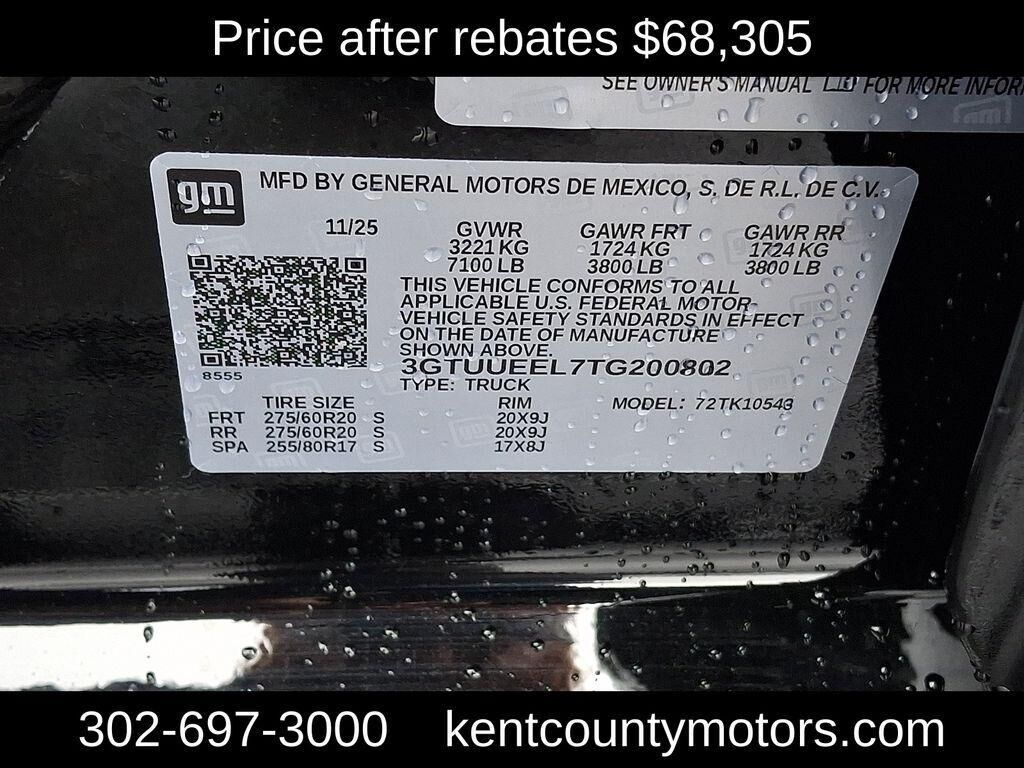 Price after rebates $68,305
SEE OWNER'S MANUAL FOR MORE INFOR
gm MFD BY GENERAL MOTORS DE MEXICO, S. DE R.L. DE C.V.
11/25 GVWR GAWR FRT GAWR RR
3221 KG 1724 KG 1724 KG
7100 LB 3800 LB 3800 LB
THIS VEHICLE CONFORMS TO ALL
APPLICABLE U.S. FEDERAL MOTOR
VEHICLE SAFETY STANDARDS IN EFFECT
ON THE DATE OF MANUFACTURE
SHOWN ABOVE.
3GTUUEEL7TG200802
8555
TYPE: TRUCK
TIRE SIZE RIM MODEL: 72TK10543
FRT 275/60R20 S 20X9J
RR 275/60R20 S 20X9J
SPA 255/80R17 S 17X8J
302-697-3000 kentcountymotors.com